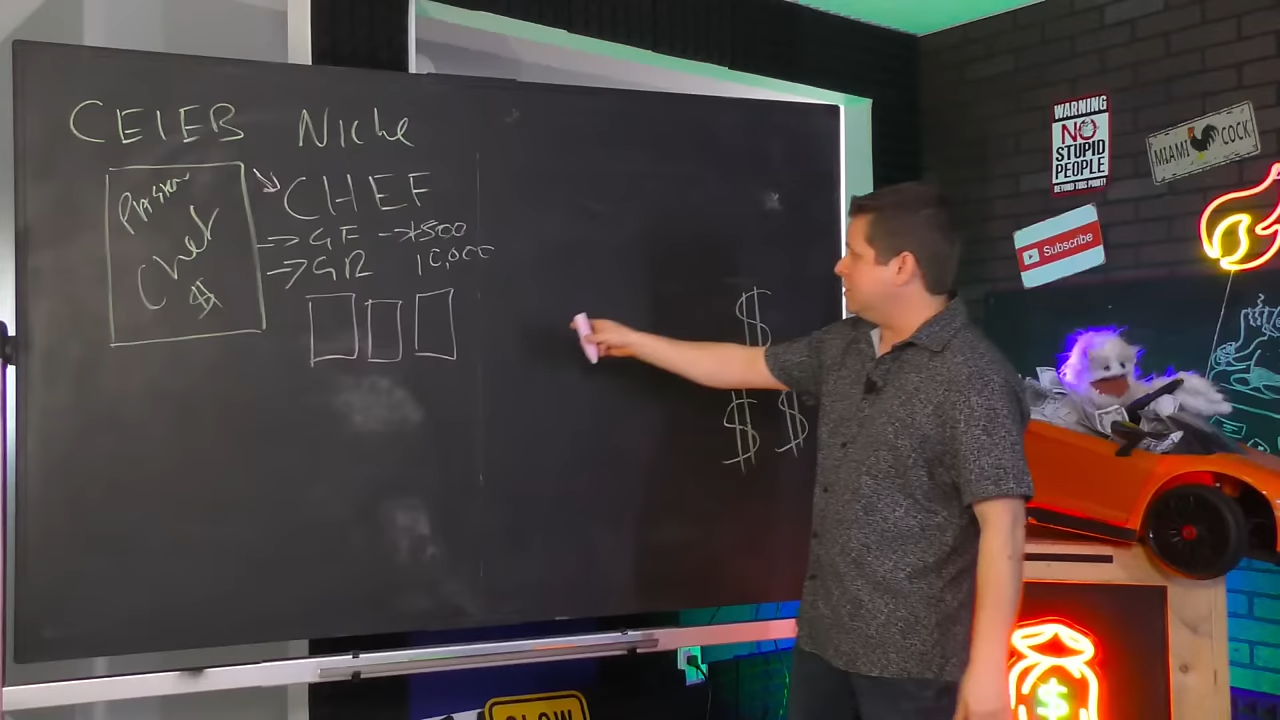 CELEB Niche
Passion
Chef
$
CHEF
→ GF → 1500
→ GR 10,000
$
$ $
WARNING
NO
STUPID
PEOPLE
BEYOND THIS POINT!
MIAMI COCK
Subscribe
$
SLOW